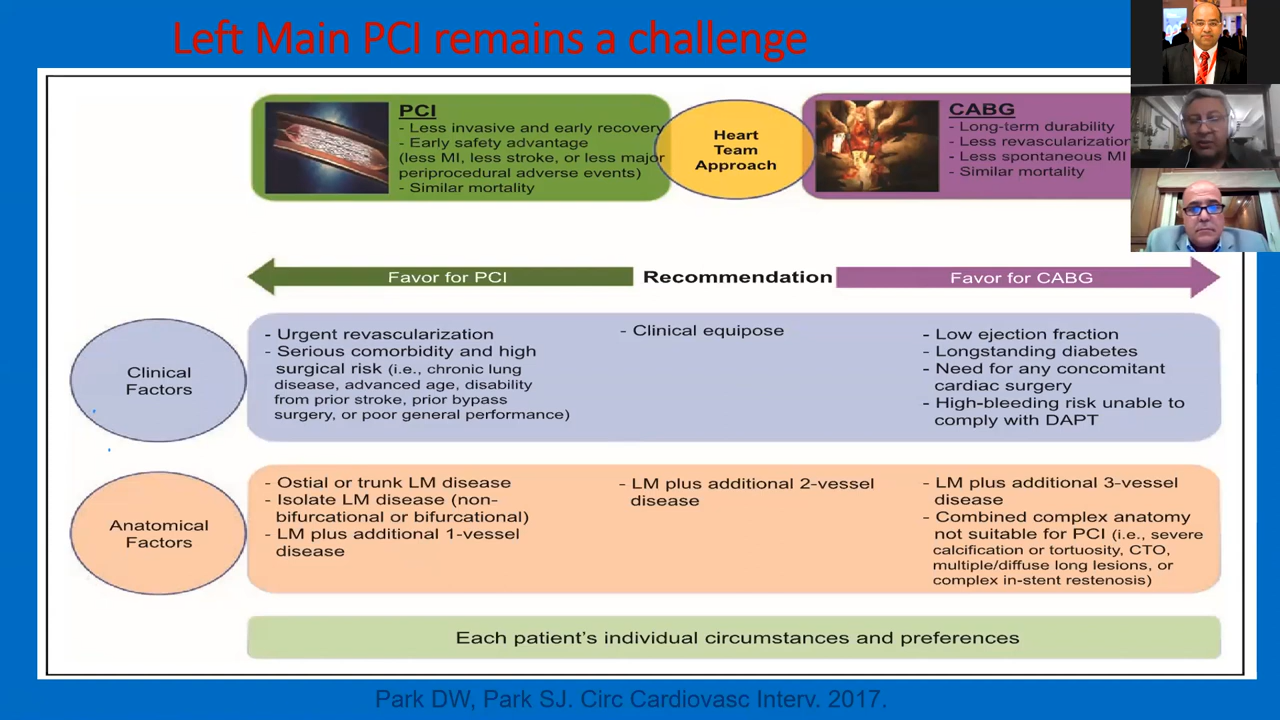 Left Main PCI remains a challenge
PCI
- Less invasive and early recovery
- Early safety advantage
(less MI, less stroke, or less major
periprocedural adverse events)
- Similar mortality
Heart
Team
Approach
CABG
- Long-term durability
- Less revascularization
- Less spontaneous MI
- Similar mortality
Favor for PCI
Recommendation
Favor for CABG
Clinical
Factors
- Urgent revascularization
- Serious comorbidity and high
surgical risk (i.e., chronic lung
disease, advanced age, disability
from prior stroke, prior bypass
surgery, or poor general performance)
- Clinical equipose
- Low ejection fraction
- Longstanding diabetes
- Need for any concomitant
cardiac surgery
- High-bleeding risk unable to
comply with DAPT
Anatomical
Factors
- Ostial or trunk LM disease
- Isolate LM disease (non-
bifurcational or bifurcational)
- LM plus additional 1-vessel
disease
- LM plus additional 2-vessel
disease
- LM plus additional 3-vessel
disease
- Combined complex anatomy
not suitable for PCI (i.e., severe
calcification or tortuosity, CTO,
multiple/diffuse long lesions, or
complex in-stent restenosis)
Each patient's individual circumstances and preferences
Park DW, Park SJ. Circ Cardiovasc Interv. 2017.